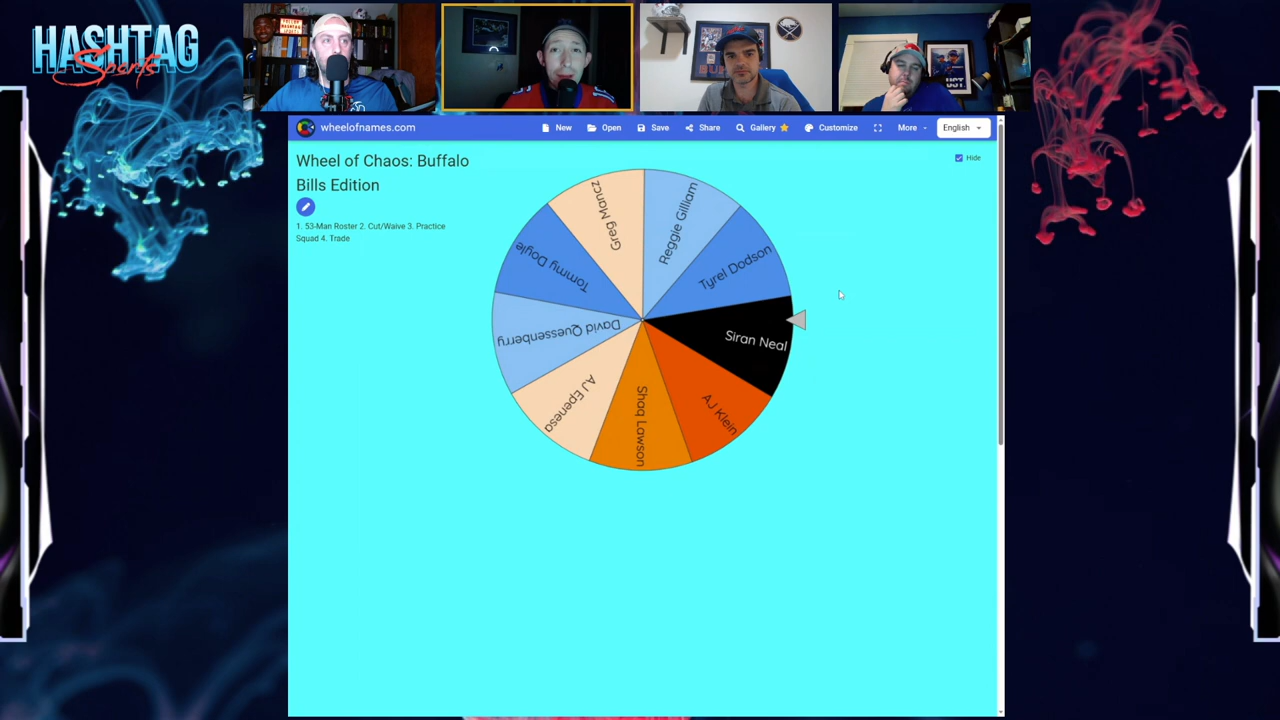 HASHTAG
Sports
wheelofnames.com
New
Open
Save
Share
Gallery
Customize
More
English
Wheel of Chaos: Buffalo
Bills Edition
Hide
1. 53-Man Roster 2. Cut/Waive 3. Practice
Squad 4. Trade
Greg Mancz
Reggie Gilliam
Tyrel Dodson
Siran Neal
AJ Klein
Shaq Lawson
AJ Epenesa
David Quessenberry
Tommy Doyle